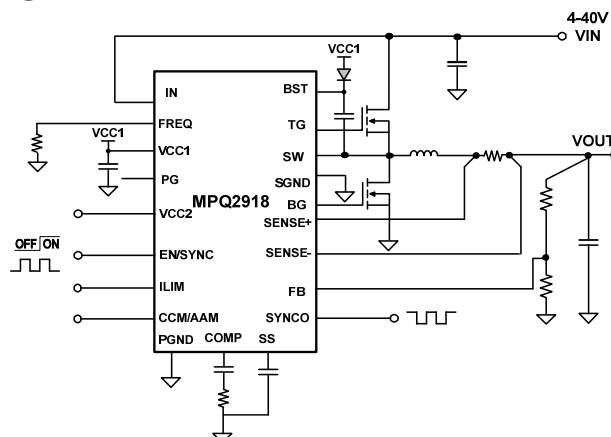 4-40V
VIN
VCC1
IN
BST
FREQ
TG
VCC1
VCC1
SW
VOUT
PG
SGND
MPQ2918
BG
VCC2
SENSE+
OFF ON
EN/SYNC
SENSE-
ILIM
FB
CCM/AAM
SYNCO
PGND
COMP
SS